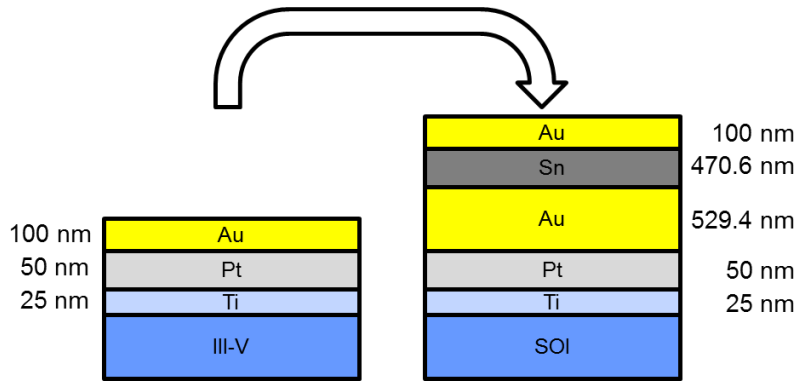 Au 100 nm
Sn 470.6 nm
Au 529.4 nm
100 nm Au
50 nm Pt
Pt 50 nm
25 nm Ti
Ti 25 nm
III-V
SOI